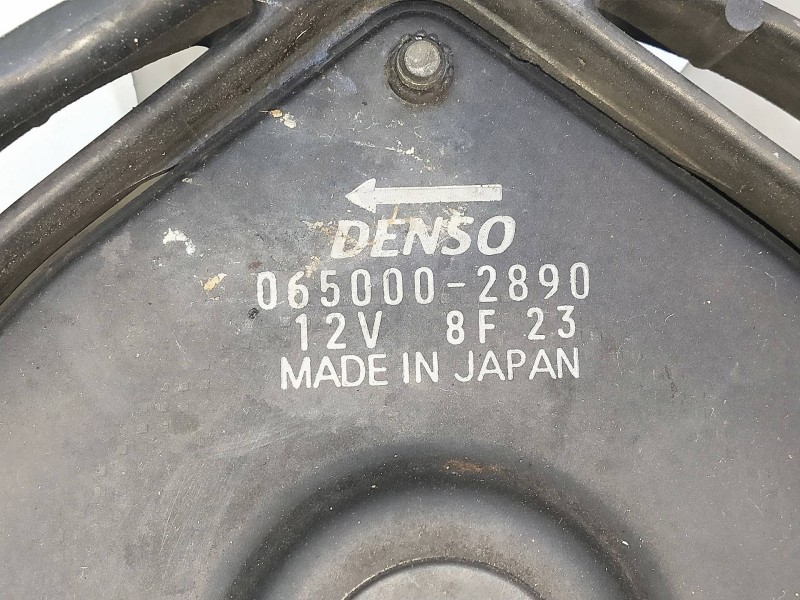 DENSO
065000-2890
12V 8F 23
MADE IN JAPAN